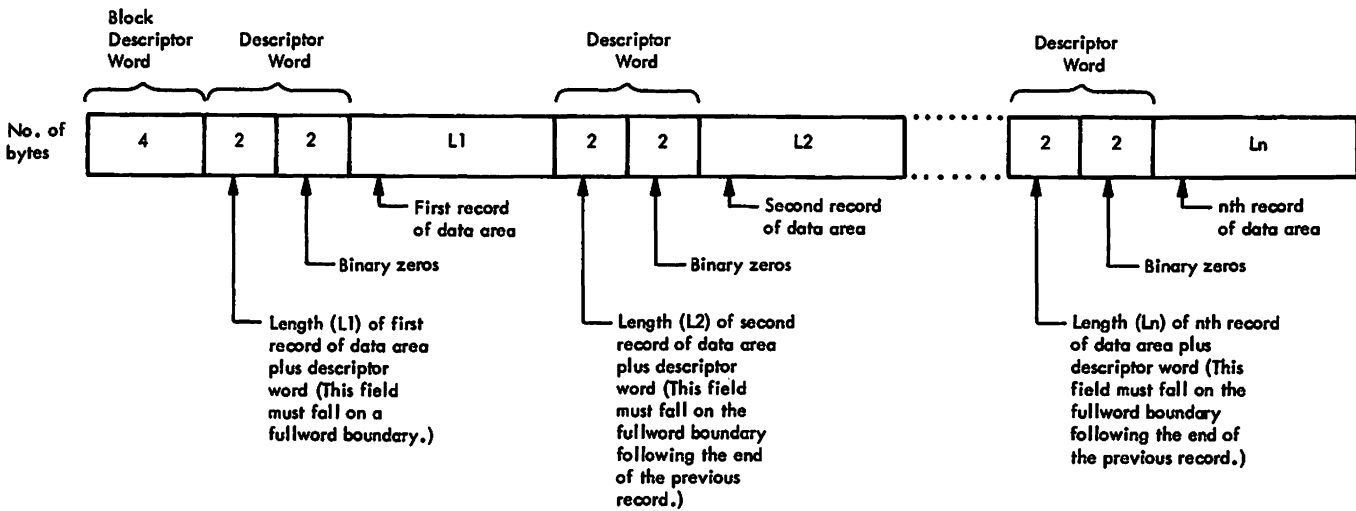 Block
Descriptor
Word
Descriptor
Word
Descriptor
Word
Descriptor
Word
No. of
bytes
4
2
2
L1
2
2
L2
2
2
Ln
First record
of data area
Second record
of data area
nth record
of data area
Binary zeros
Binary zeros
Binary zeros
Length (L1) of first
record of data area
plus descriptor
word (This field
must fall on a
fullword boundary.)
Length (L2) of second
record of data area
plus descriptor
word (This field
must fall on the
fullword boundary
following the end
of the previous
record.)
Length (Ln) of nth record
of data area plus
descriptor word (This
field must fall on the
fullword boundary
following the end of
the previous record.)